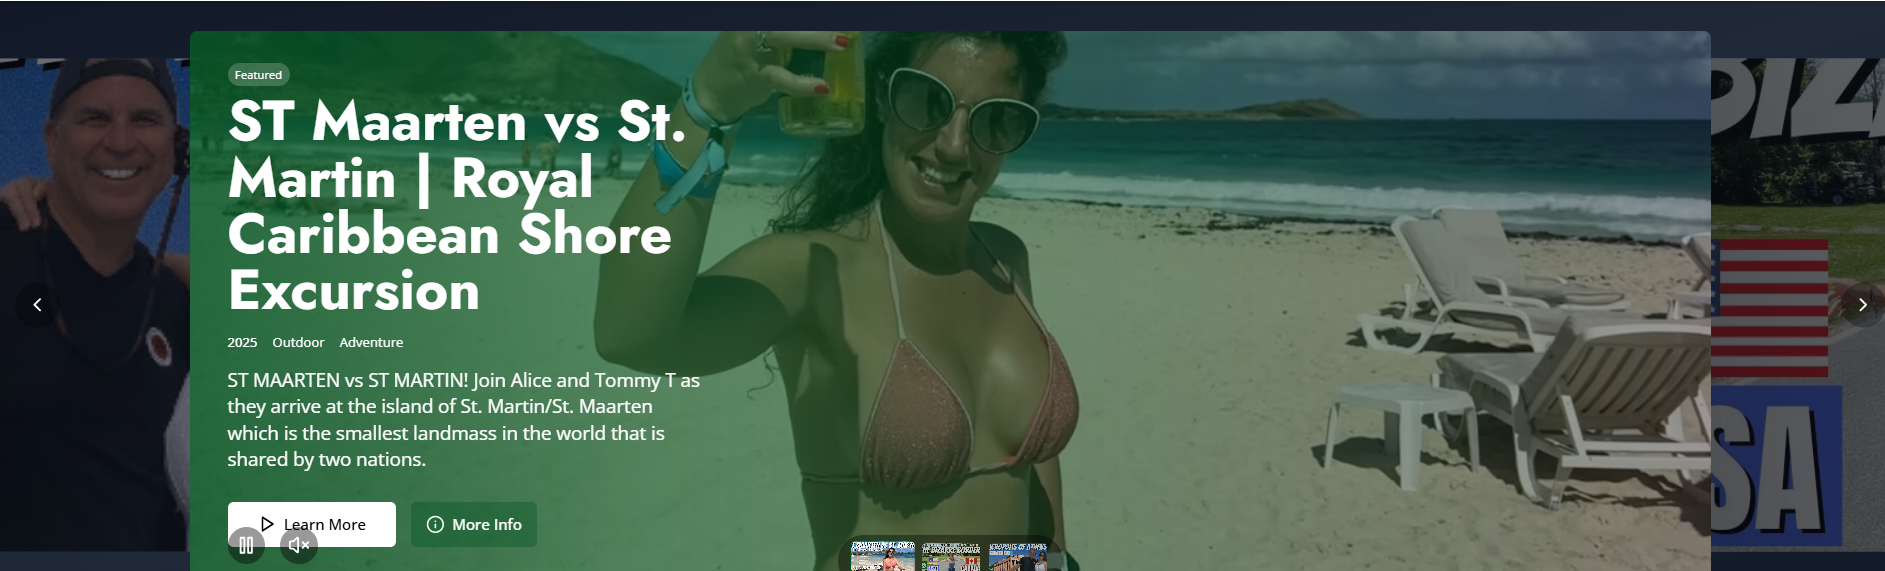 Featured
ST Maarten vs St.
Martin | Royal
Caribbean Shore
Excursion
2025 Outdoor Adventure
ST MAARTEN vs ST MARTIN! Join Alice and Tommy T as
they arrive at the island of St. Martin/St. Maarten
which is the smallest landmass in the world that is
shared by two nations.
Learn More
More Info